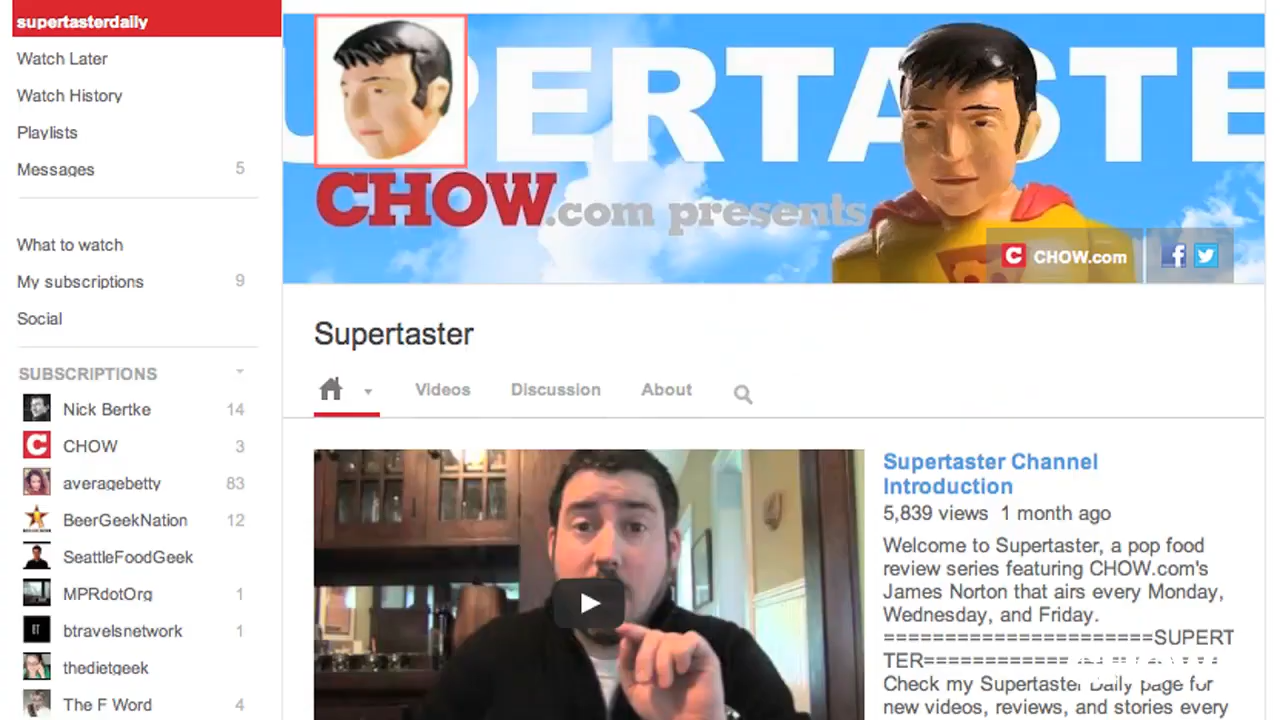 supertasterdaily
Watch Later
Watch History
Playlists
Messages 5
What to watch
My subscriptions 9
Social
SUBSCRIPTIONS
Nick Bertke 14
CHOW 3
averagebetty 83
BeerGeekNation 12
SeattleFoodGeek
MPRdotOrg 1
btravelsnetwork 1
thedietgeek
The F Word 4
UPERTASTE
CHOW.com presents
C CHOW.com f
Supertaster
Videos Discussion About
Supertaster Channel
Introduction
5,839 views 1 month ago
Welcome to Supertaster, a pop food
review series featuring CHOW.com's
James Norton that airs every Monday,
Wednesday, and Friday.
======================SUPERT
TER============
Check my Supertaster Daily page for
new videos, reviews, and stories every